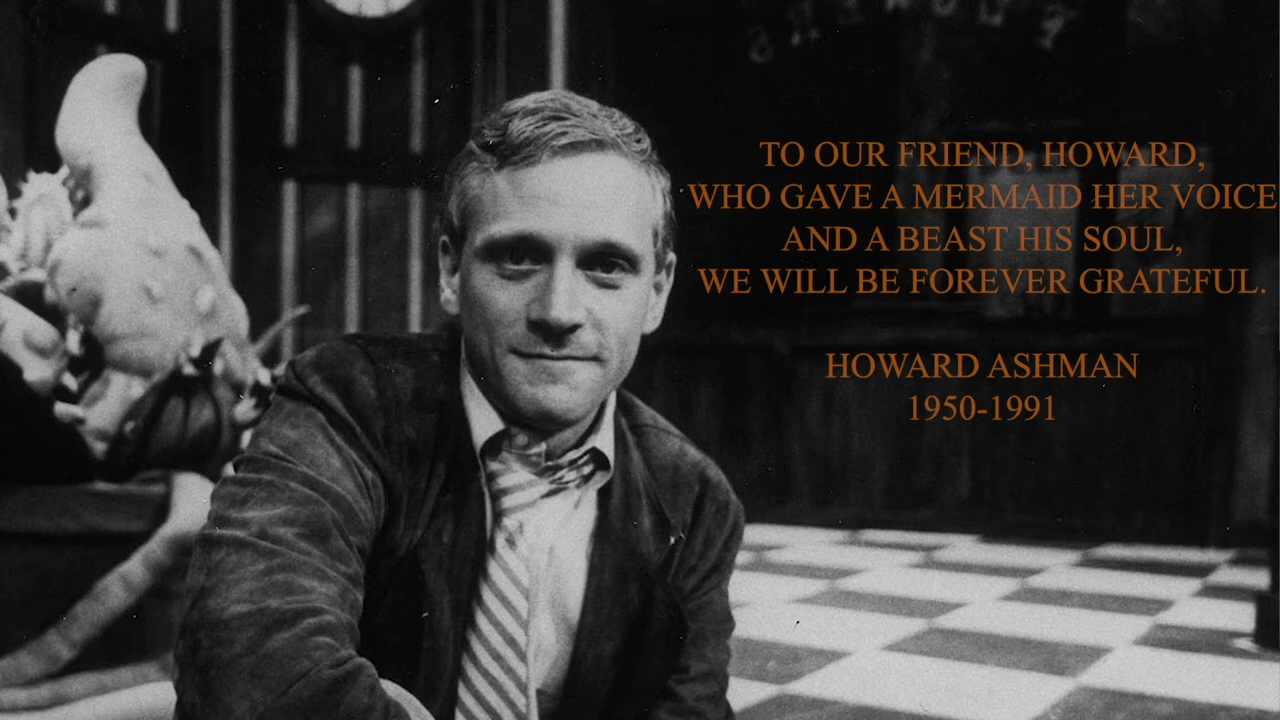 TO OUR FRIEND, HOWARD,
WHO GAVE A MERMAID HER VOICE
AND A BEAST HIS SOUL,
WE WILL BE FOREVER GRATEFUL.
HOWARD ASHMAN
1950-1991